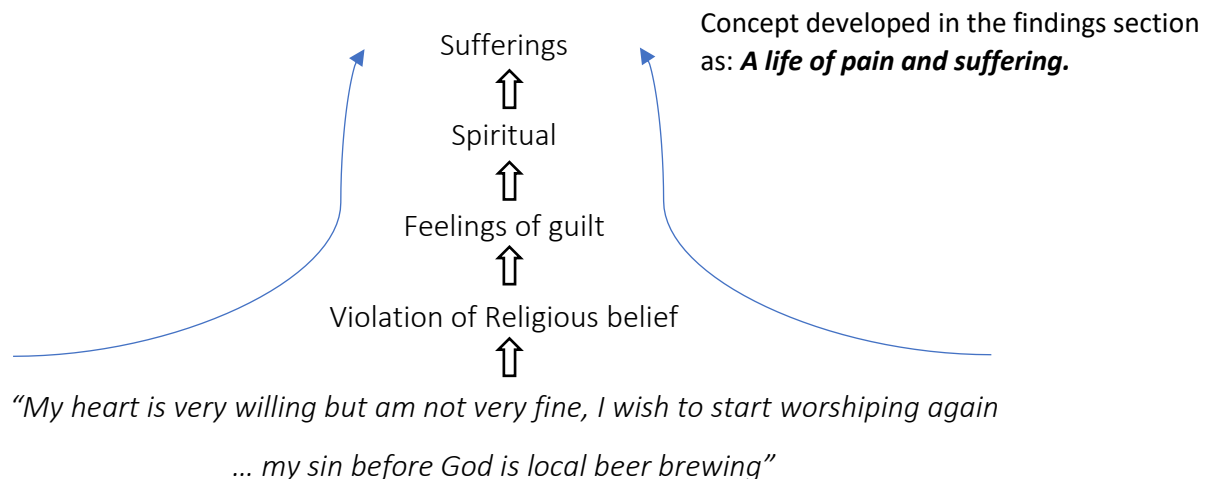 Concept developed in the findings section
as: A life of pain and suffering.
Sufferings
Spiritual
Feelings of guilt
Violation of Religious belief
“My heart is very willing but am not very fine, I wish to start worshiping again
… my sin before God is local beer brewing”